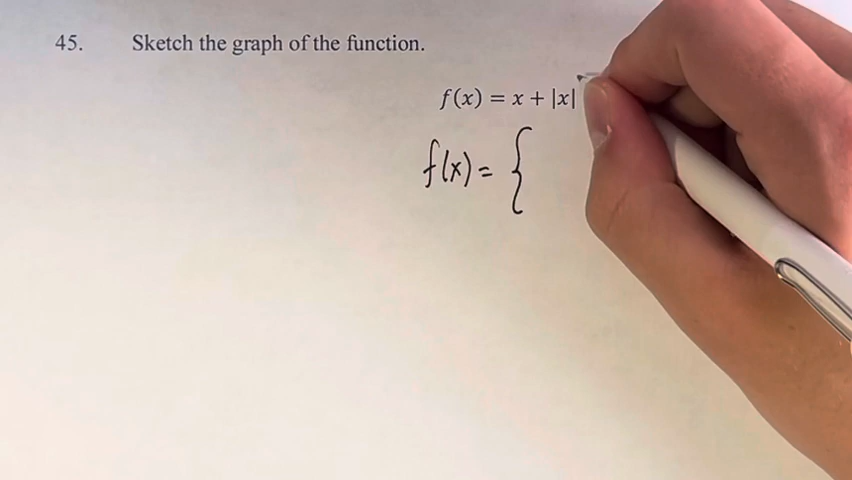 45. Sketch the graph of the function.
f(x) = x + |x|
f(x) = {